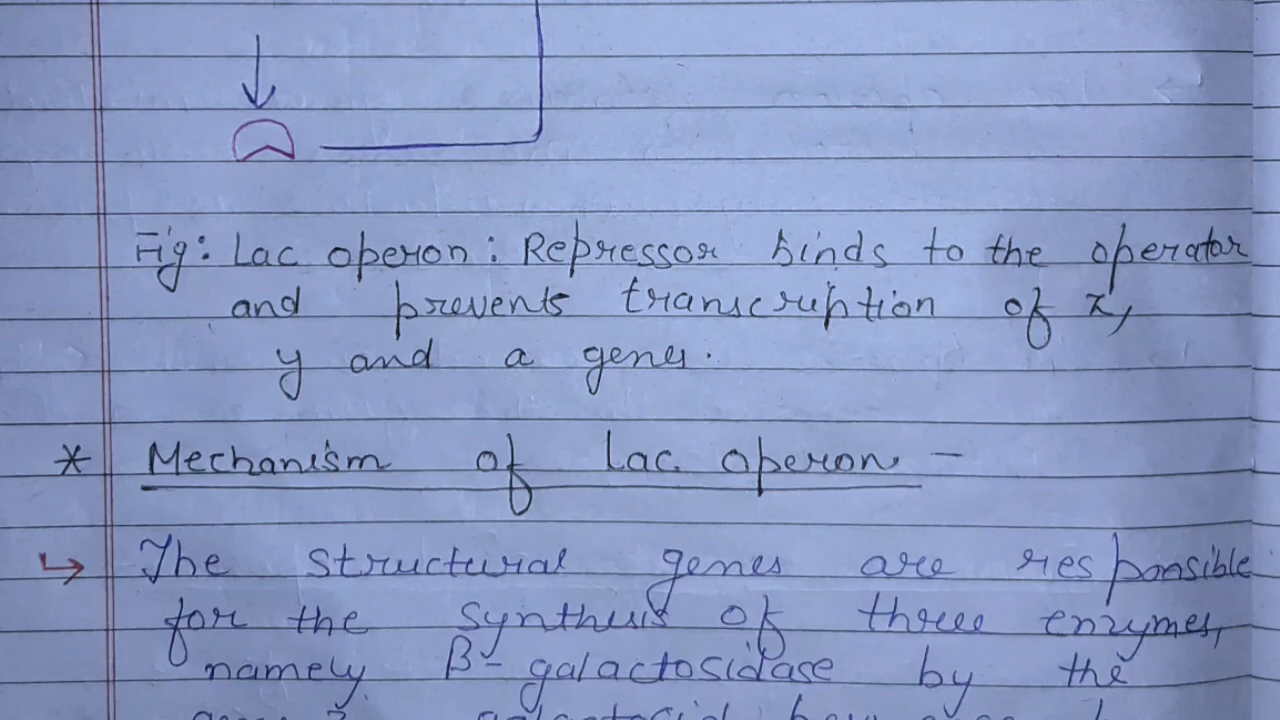 Fig: Lac operon: Repressor binds to the operator
and prevents transcription of z,
y and a genes.
* Mechanism of Lac operon -
↳ The structural genes are responsible
for the synthesis of three enzymes,
namely β-galactosidase by the